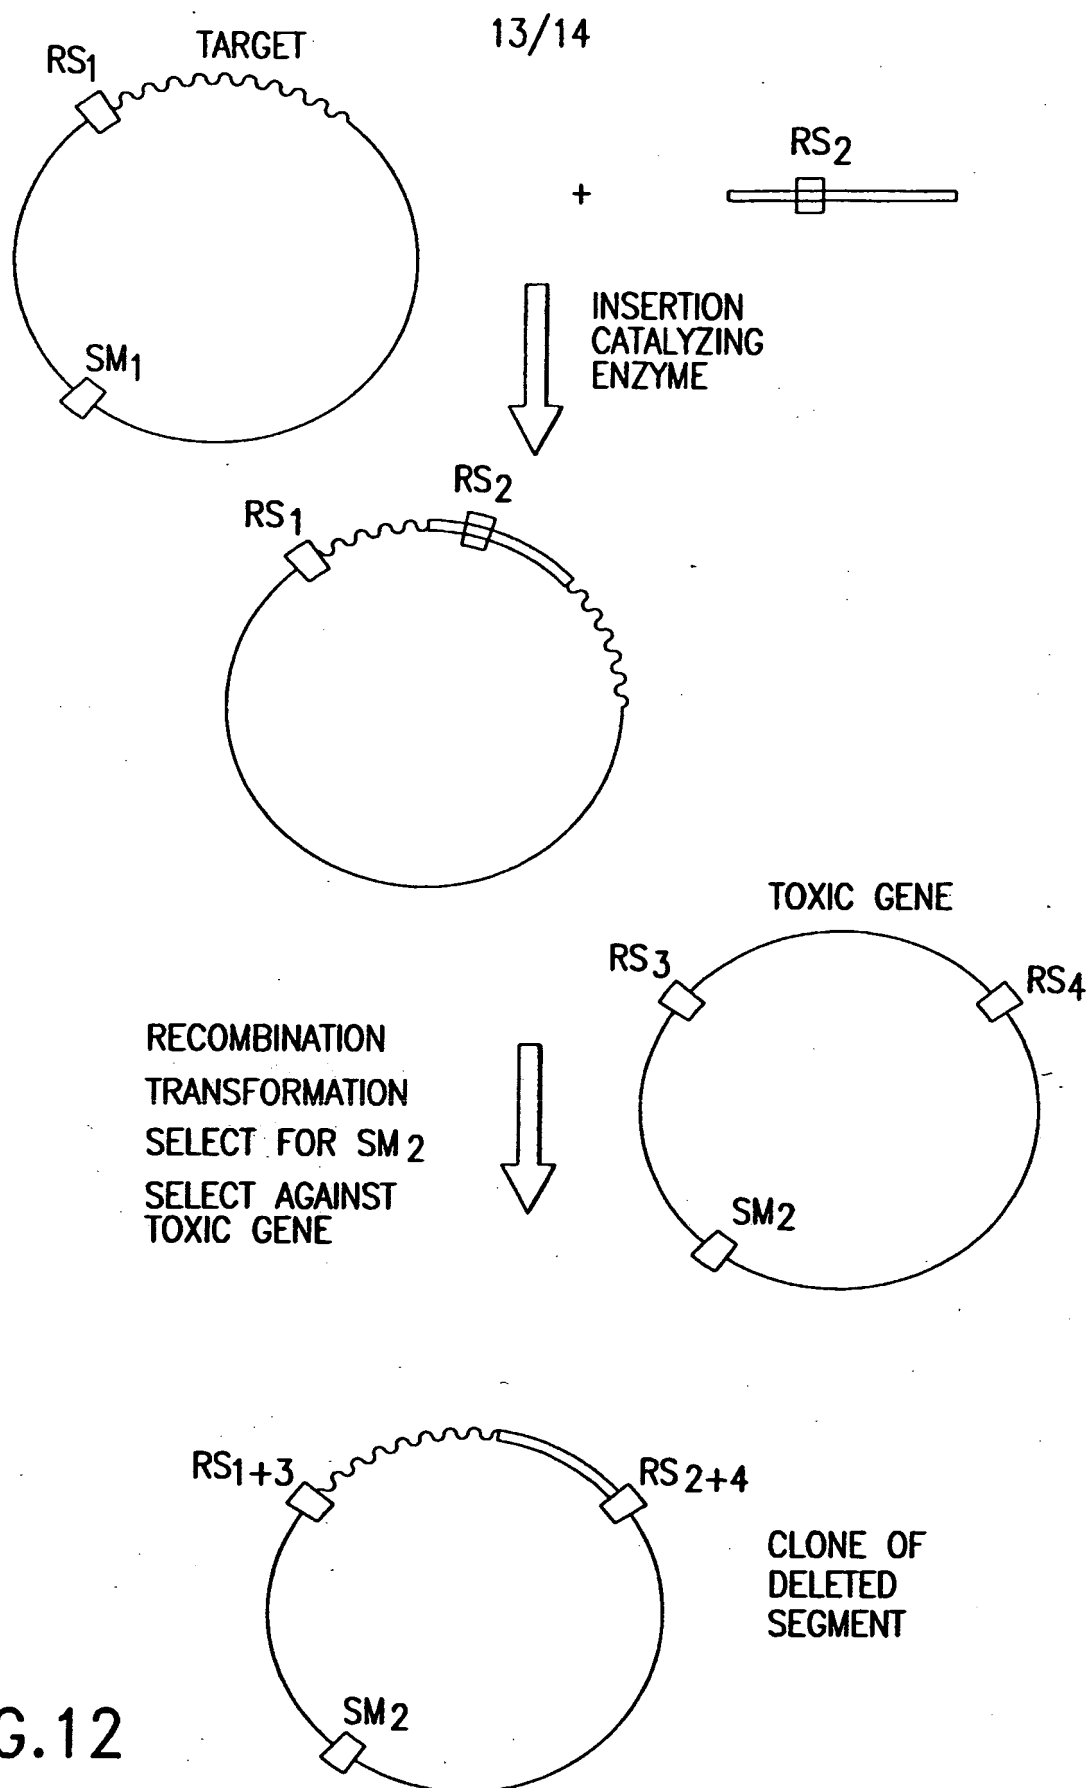 13/14
TARGET
RS1
RS2
+
INSERTION
CATALYZING
ENZYME
SM1
RS2
RS1
TOXIC GENE
RS3
RS4
RECOMBINATION
TRANSFORMATION
SELECT FOR SM2
SELECT AGAINST
TOXIC GENE
SM2
RS1+3
RS2+4
CLONE OF
DELETED
SEGMENT
SM2
G.12